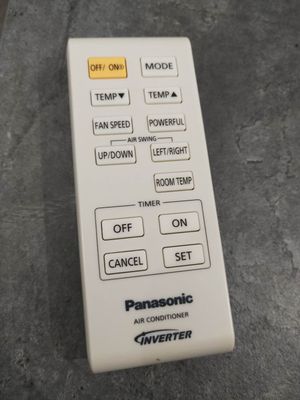 OFF/ ON
MODE
TEMP▼
TEMP▲
FAN SPEED
POWERFUL
AIR SWING
UP/DOWN
LEFT/RIGHT
ROOM TEMP
TIMER
OFF
ON
CANCEL
SET
Panasonic
AIR CONDITIONER
INVERTER